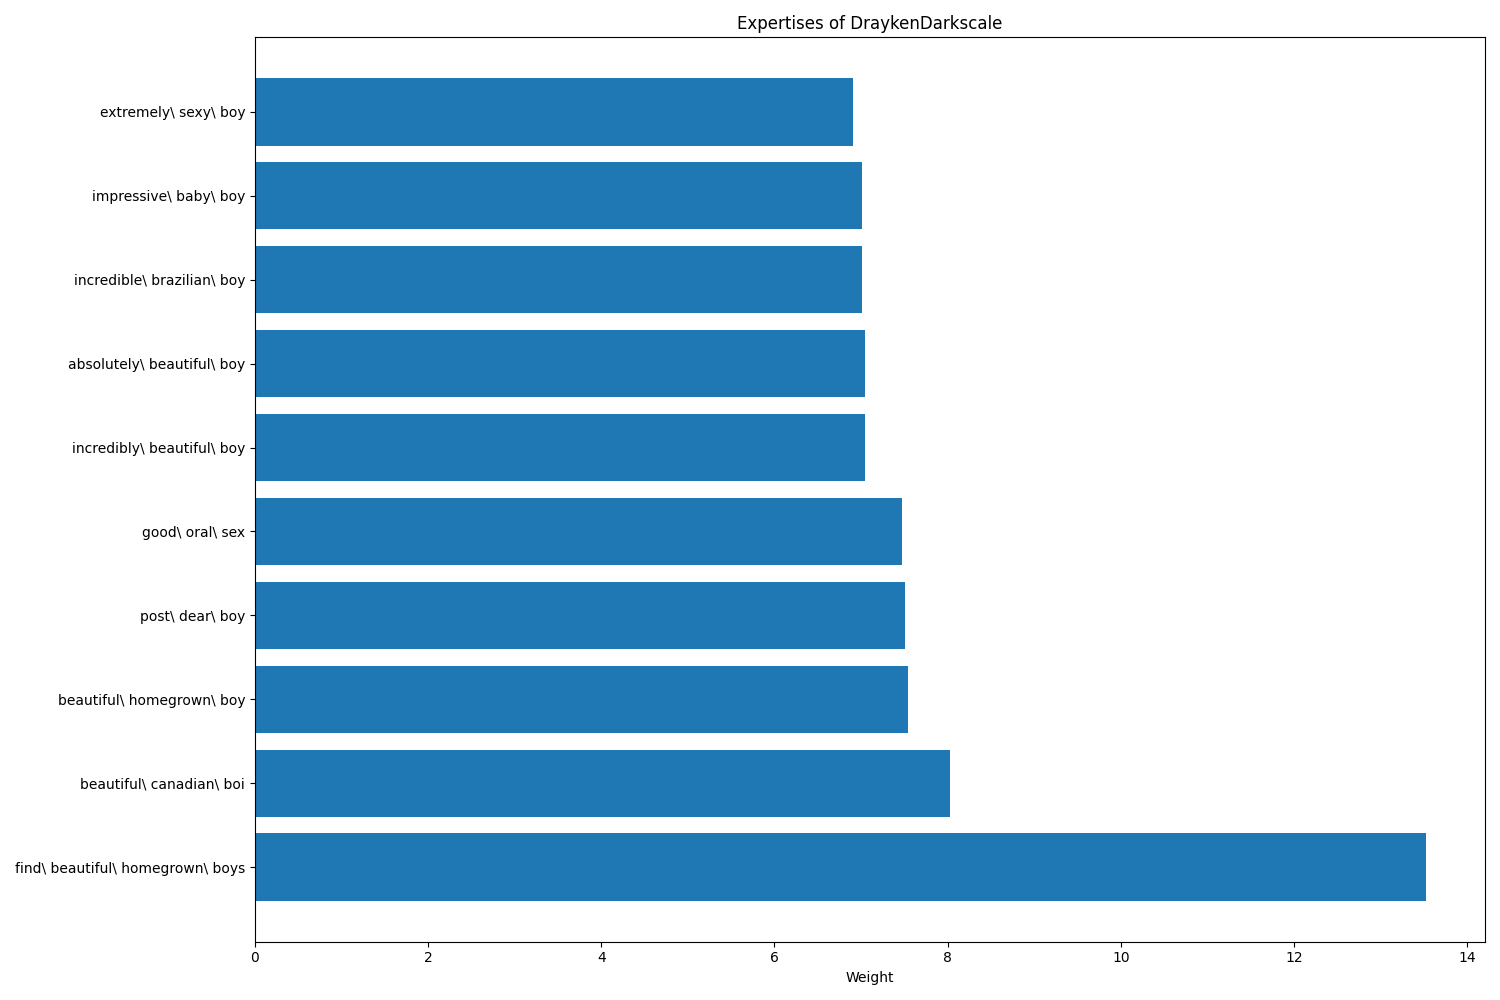 Expertises of DraykenDarkscale
extremely\ sexy\ boy
impressive\ baby\ boy
incredible\ brazilian\ boy
absolutely\ beautiful\ boy
incredibly\ beautiful\ boy
good\ oral\ sex
post\ dear\ boy
beautiful\ homegrown\ boy
beautiful\ canadian\ boi
find\ beautiful\ homegrown\ boys
0 2 4 6 8 10 12 14
Weight